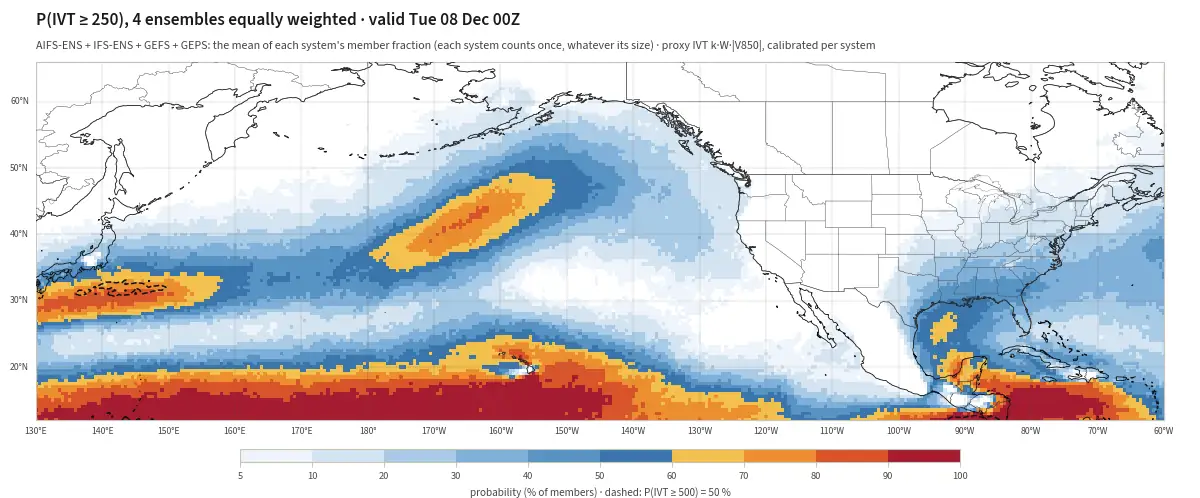 P(IVT ≥ 250), 4 ensembles equally weighted · valid Tue 08 Dec 00Z
AIFS-ENS + IFS-ENS + GEFS + GEPS: the mean of each system's member fraction (each system counts once, whatever its size) · proxy IVT k·W·|V850|, calibrated per system
60°N
50°N
40°N
30°N
20°N
130°E 140°E 150°E 160°E 170°E 180° 170°W 160°W 150°W 140°W 130°W 120°W 110°W 100°W 90°W 80°W 70°W 60°W
5 10 20 30 40 50 60 70 80 90 100
probability (% of members) · dashed: P(IVT ≥ 500) = 50 %